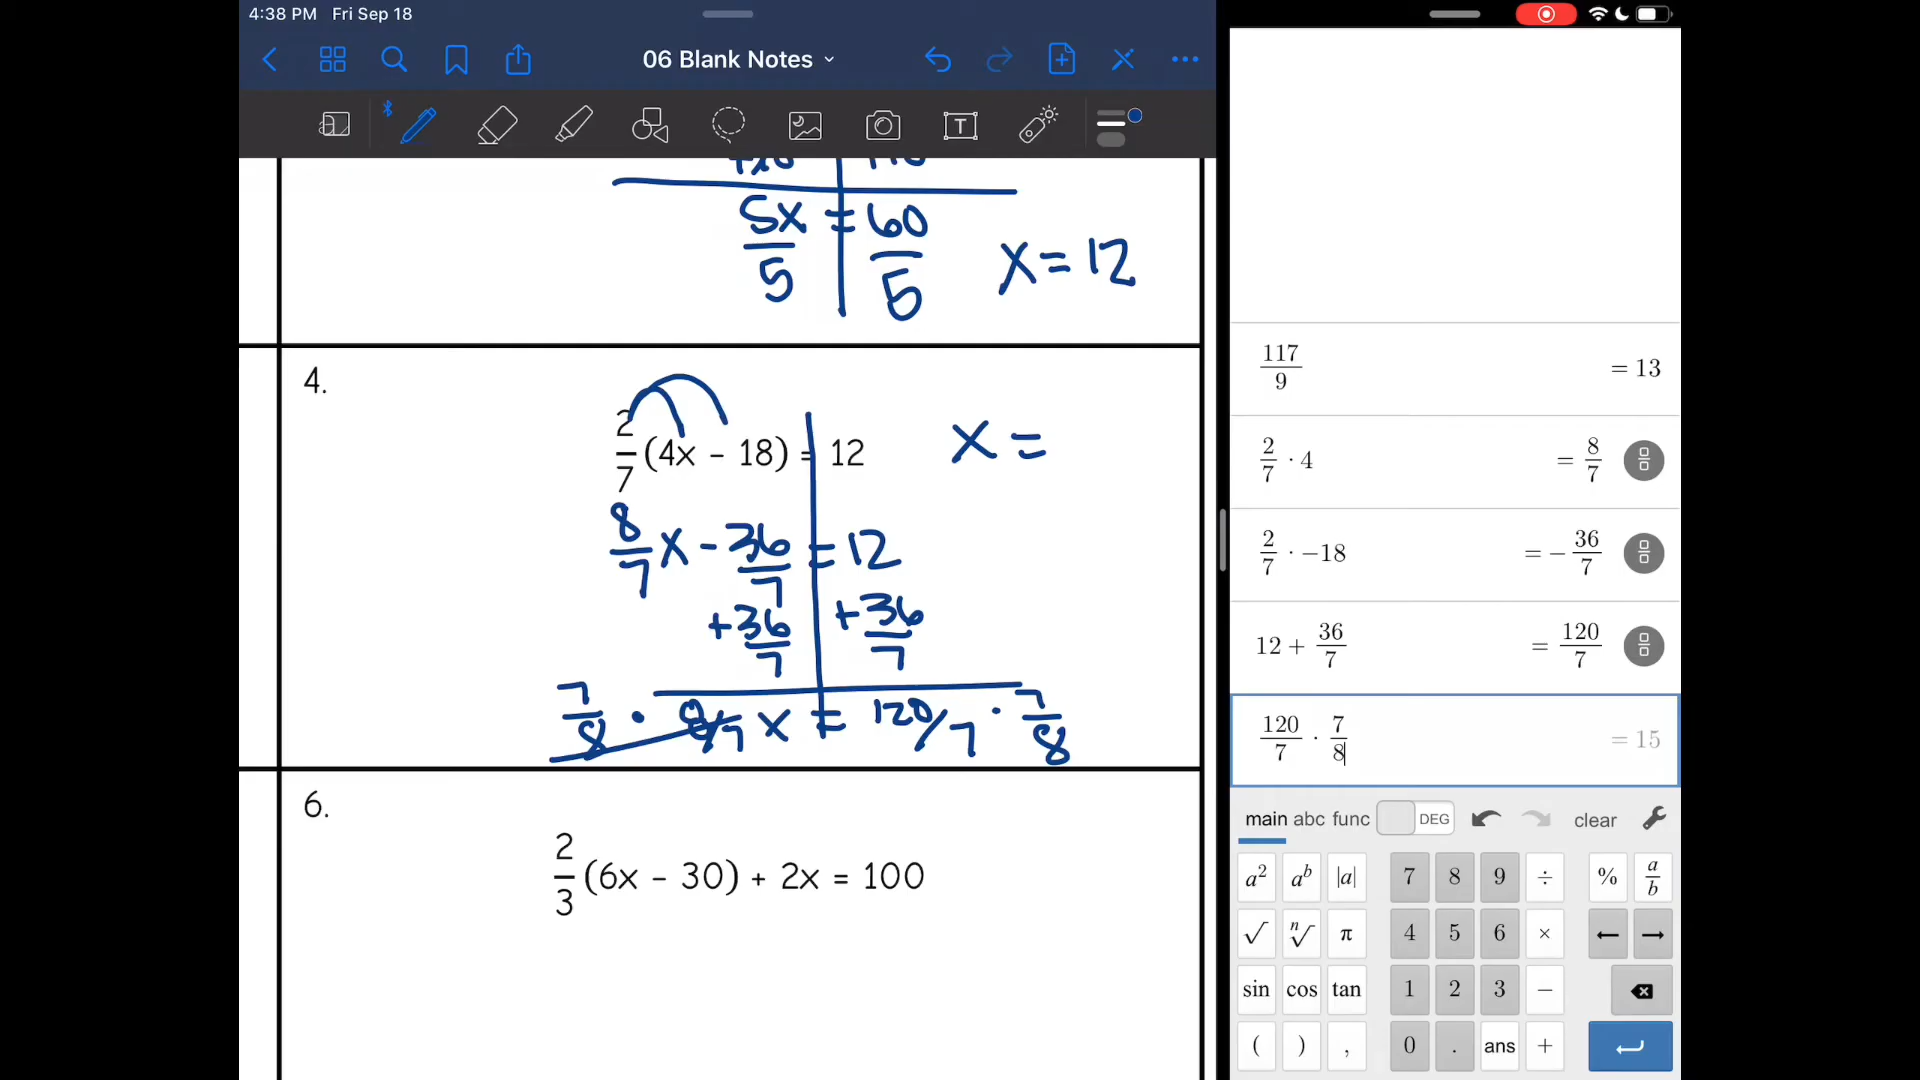 4:38 PM Fri Sep 18
06 Blank Notes
5x = 60
5 5
x = 12
4.
2/7 (4x - 18) = 12
x =
8/7 x - 36/7 = 12
+36/7 +36/7
7/8 · 8/7 x = 120/7 · 7/8
6.
2/3 (6x - 30) + 2x = 100
117/9 = 13
2/7 · 4 = 8/7
2/7 · -18 = - 36/7
12 + 36/7 = 120/7
120/7 · 7/8 = 15
main abc func DEG clear
a² aᵇ |a| 7 8 9 ÷ % a/b
√ ⁿ√ π 4 5 6 × ← →
sin cos tan 1 2 3 −
( ) , 0 . ans +